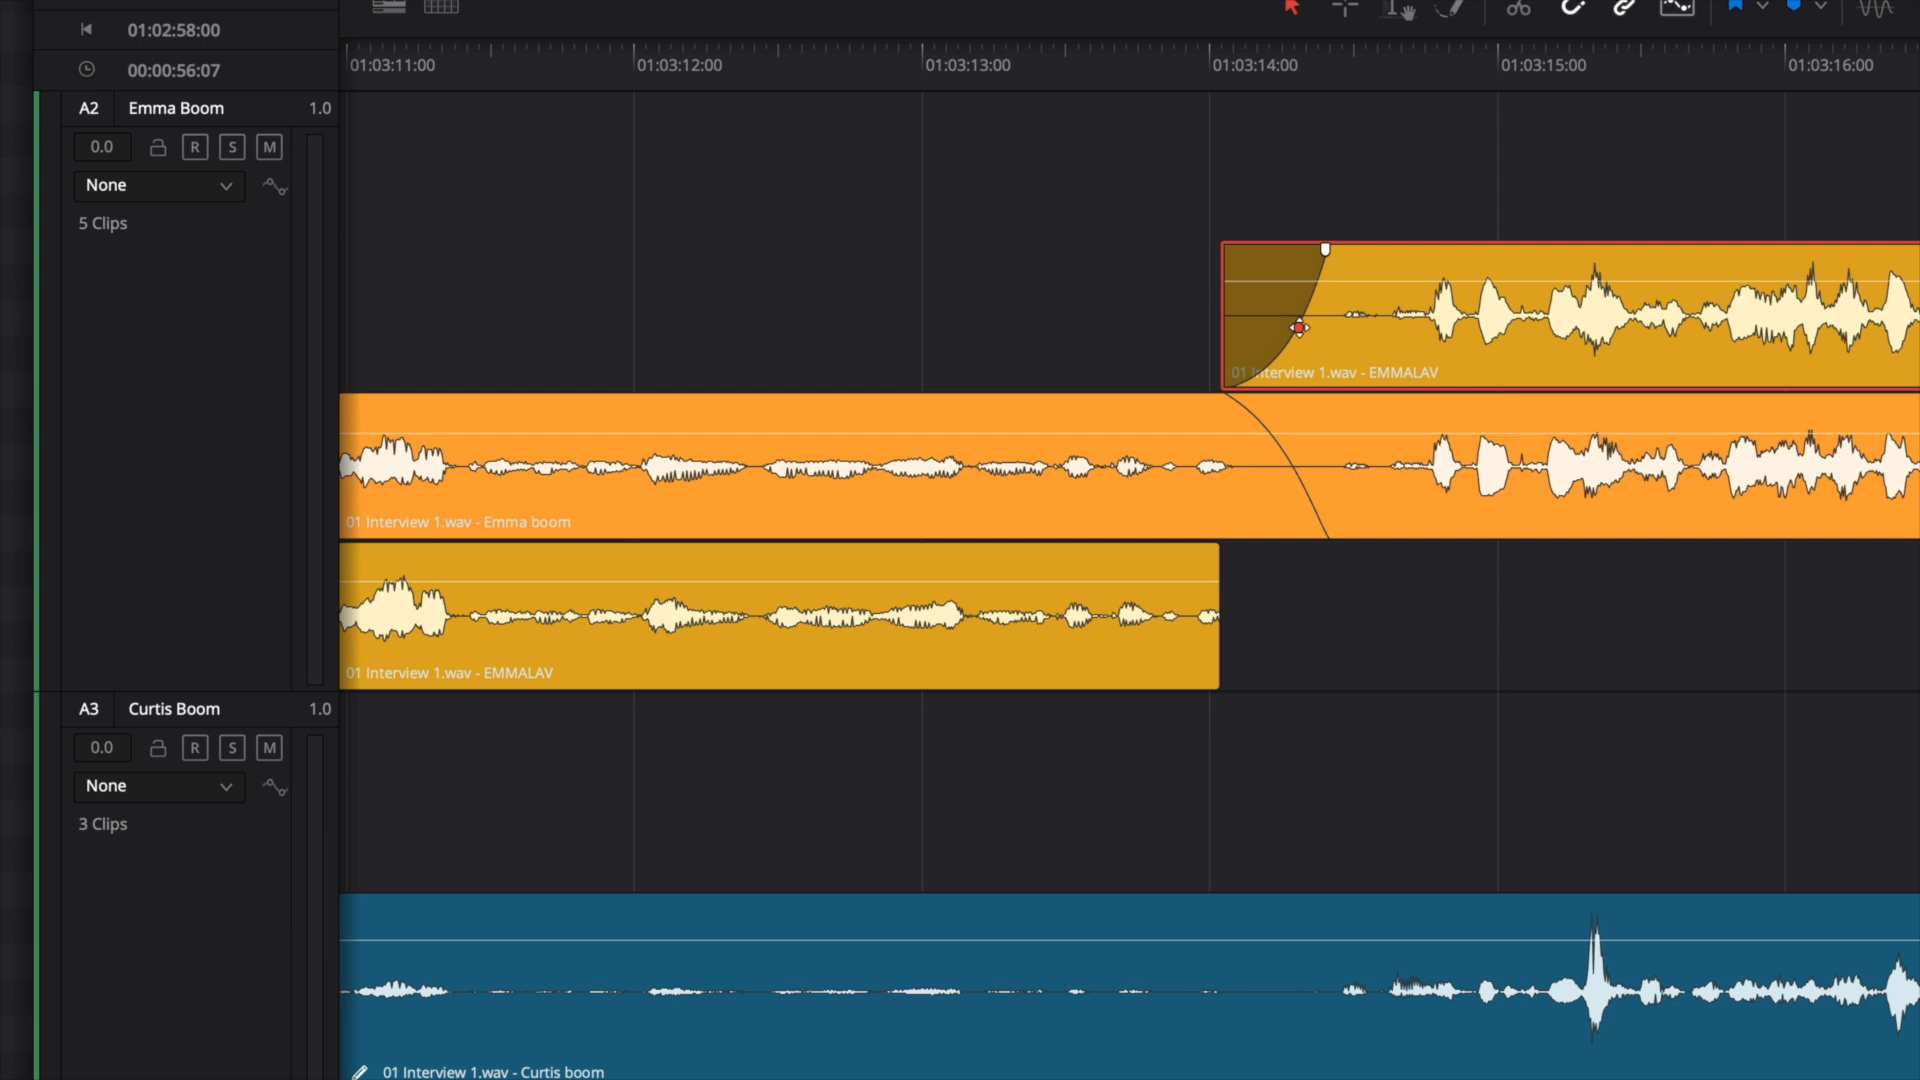 01:02:58:00
00:00:56:07
01:03:11:00 01:03:12:00 01:03:13:00 01:03:14:00 01:03:15:00 01:03:16:00
A2 Emma Boom 1.0
0.0 R S M
None
5 Clips
01 Interview 1.wav - EMMALAV
01 Interview 1.wav - Emma boom
01 Interview 1.wav - EMMALAV
A3 Curtis Boom 1.0
0.0 R S M
None
3 Clips
01 Interview 1.wav - Curtis boom